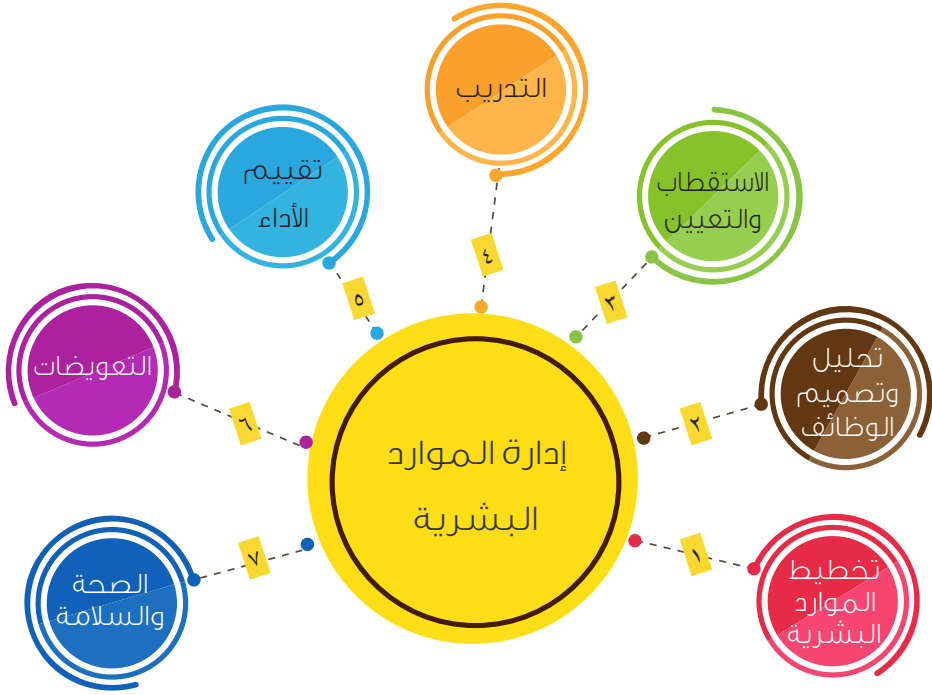 إدارة الموارد
البشرية
١
تخطيط
الموارد
البشرية
٢
تحليل
وتصميم
الوظائف
٣
الاستقطاب
والتعيين
٤
التدريب
٥
تقييم
الأداء
٦
التعويضات
٧
الصحة
والسلامة